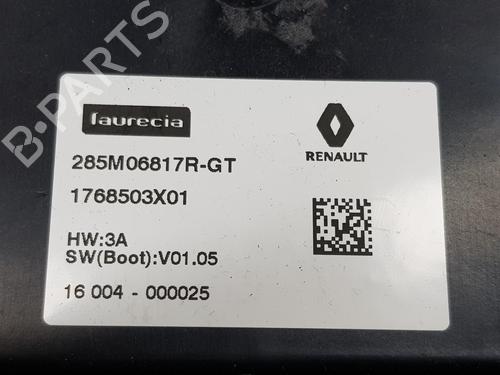 faurecia
RENAULT
285M06817R-GT
1768503X01
HW:3A
SW(Boot):V01.05
16 004 - 000025
B-PARTS